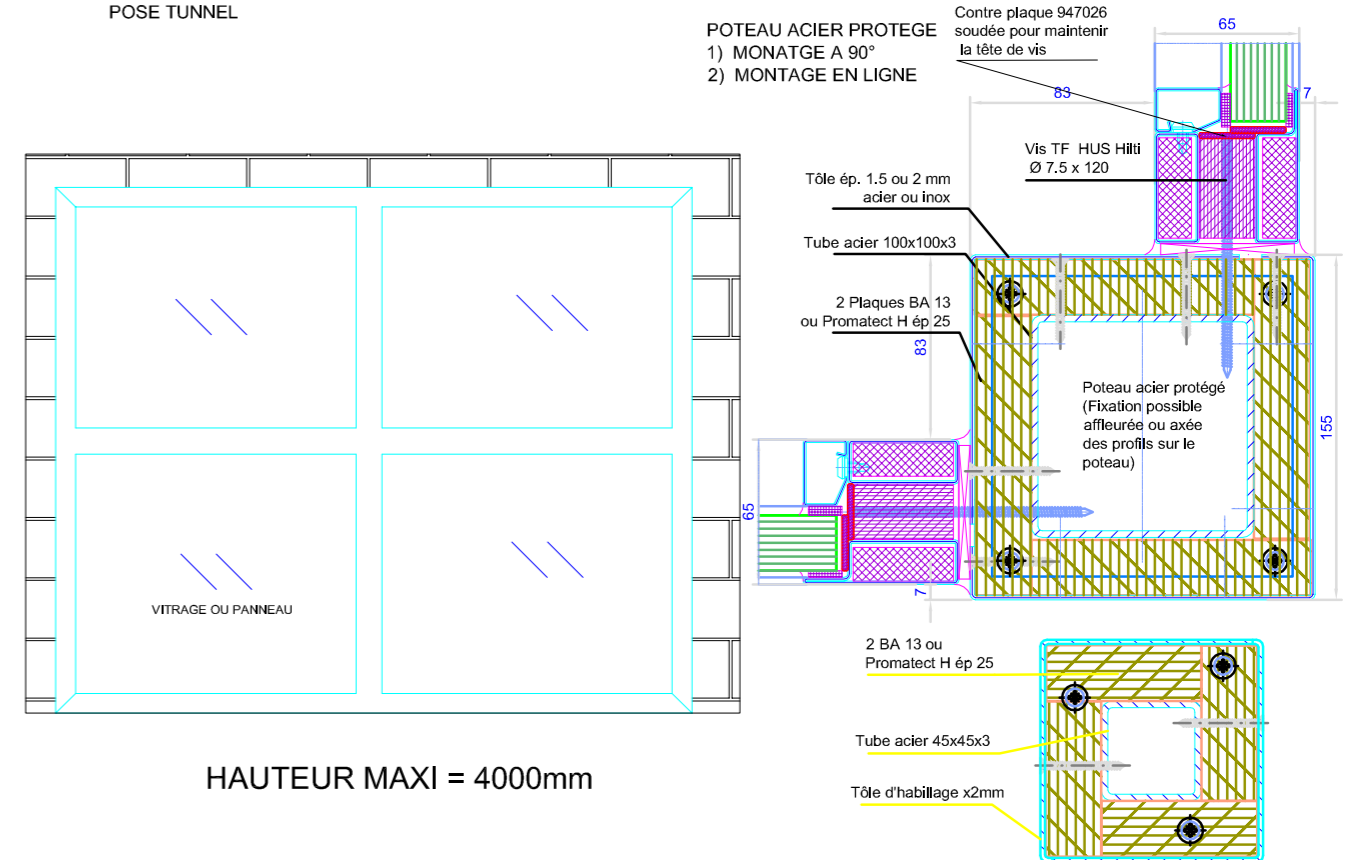 POSE TUNNEL
POTEAU ACIER PROTEGE
1) MONATGE A 90°
2) MONTAGE EN LIGNE
Contre plaque 947026
soudée pour maintenir
la tête de vis
65
83
7
Vis TF HUS Hilti
Ø 7.5 x 120
Tôle ép. 1.5 ou 2 mm
acier ou inox
Tube acier 100x100x3
2 Plaques BA 13
ou Promatect H ép 25
83
Poteau acier protégé
(Fixation possible
affleurée ou axée
des profils sur le
poteau)
155
65
7
VITRAGE OU PANNEAU
HAUTEUR MAXI = 4000mm
2 BA 13 ou
Promatect H ép 25
Tube acier 45x45x3
Tôle d'habillage x2mm